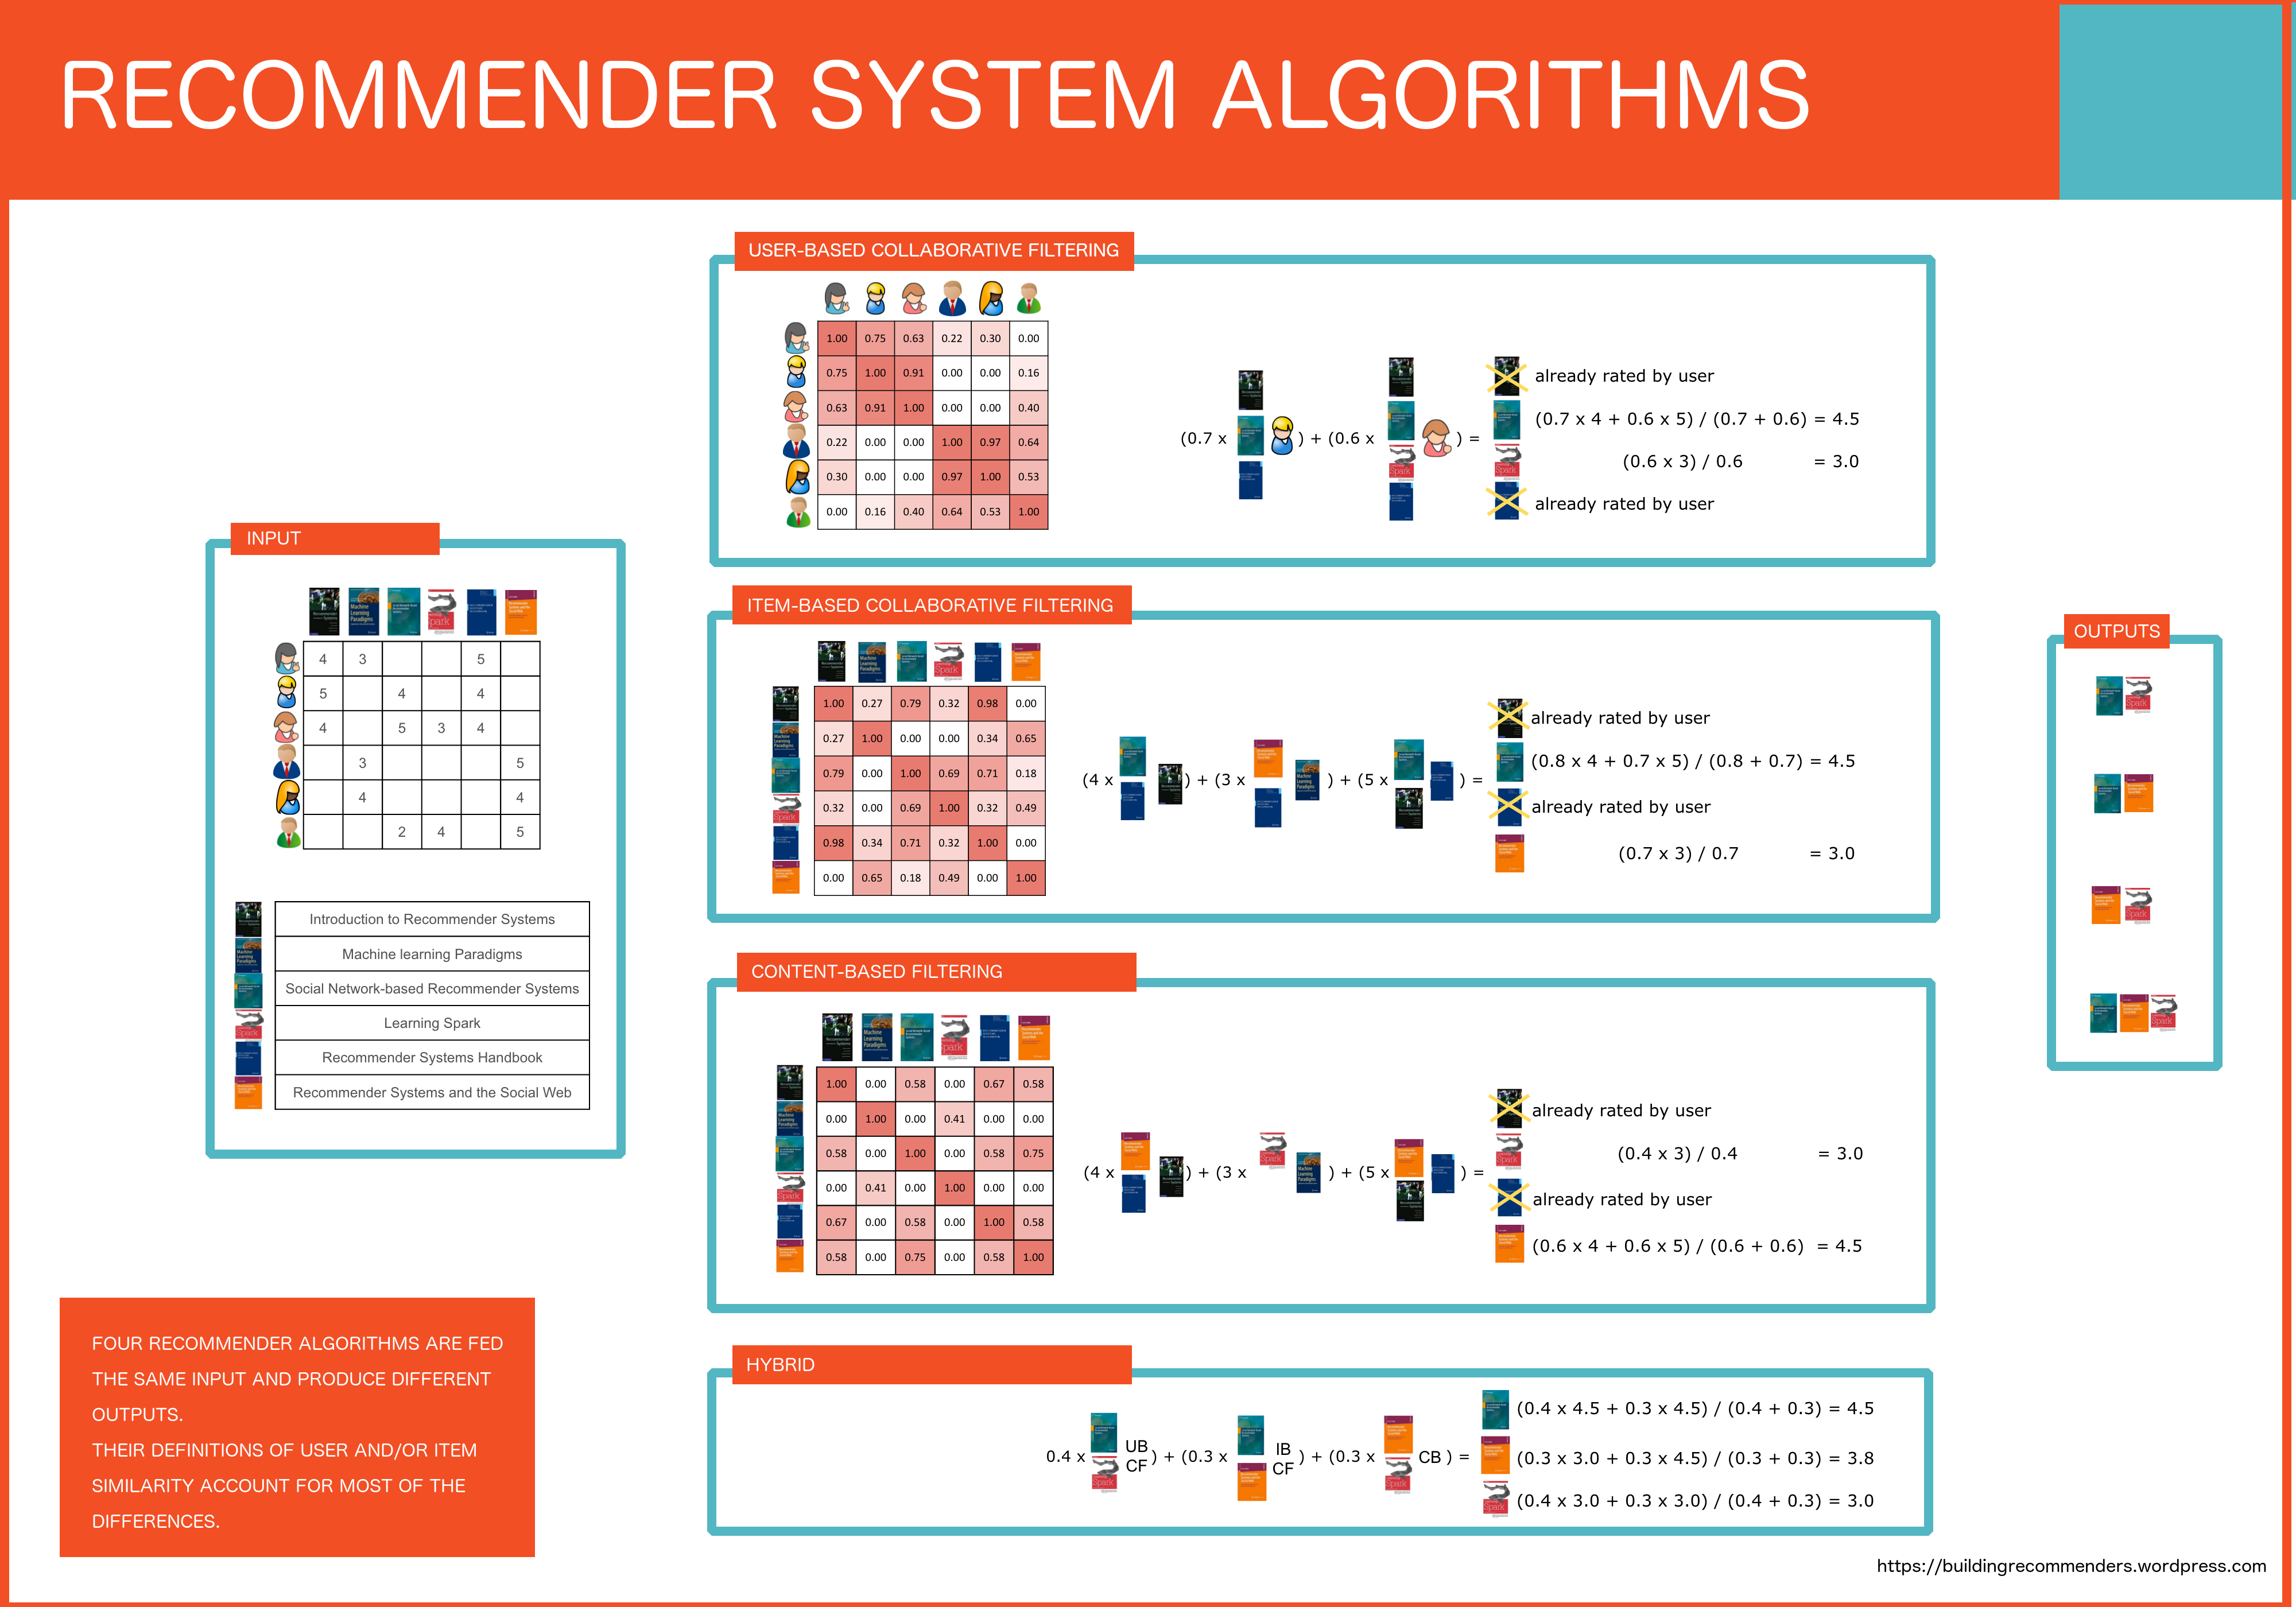 RECOMMENDER SYSTEM ALGORITHMS
INPUT
4 3 5
5 4 4
4 5 3 4
3 5
4 4
2 4 5
Introduction to Recommender Systems
Machine learning Paradigms
Social Network-based Recommender Systems
Learning Spark
Recommender Systems Handbook
Recommender Systems and the Social Web
FOUR RECOMMENDER ALGORITHMS ARE FED
THE SAME INPUT AND PRODUCE DIFFERENT
OUTPUTS.
THEIR DEFINITIONS OF USER AND/OR ITEM
SIMILARITY ACCOUNT FOR MOST OF THE
DIFFERENCES.
USER-BASED COLLABORATIVE FILTERING
1.00 0.75 0.63 0.22 0.30 0.00
0.75 1.00 0.91 0.00 0.00 0.16
0.63 0.91 1.00 0.00 0.00 0.40
0.22 0.00 0.00 1.00 0.97 0.64
0.30 0.00 0.00 0.97 1.00 0.53
0.00 0.16 0.40 0.64 0.53 1.00
(0.7 x ) + (0.6 x ) =
already rated by user
(0.7 x 4 + 0.6 x 5) / (0.7 + 0.6) = 4.5
(0.6 x 3) / 0.6 = 3.0
already rated by user
ITEM-BASED COLLABORATIVE FILTERING
1.00 0.27 0.79 0.32 0.98 0.00
0.27 1.00 0.00 0.00 0.34 0.65
0.79 0.00 1.00 0.69 0.71 0.18
0.32 0.00 0.69 1.00 0.32 0.49
0.98 0.34 0.71 0.32 1.00 0.00
0.00 0.65 0.18 0.49 0.00 1.00
(4 x ) + (3 x ) + (5 x ) =
already rated by user
(0.8 x 4 + 0.7 x 5) / (0.8 + 0.7) = 4.5
already rated by user
(0.7 x 3) / 0.7 = 3.0
CONTENT-BASED FILTERING
1.00 0.00 0.58 0.00 0.67 0.58
0.00 1.00 0.00 0.41 0.00 0.00
0.58 0.00 1.00 0.00 0.58 0.75
0.00 0.41 0.00 1.00 0.00 0.00
0.67 0.00 0.58 0.00 1.00 0.58
0.58 0.00 0.75 0.00 0.58 1.00
(4 x ) + (3 x ) + (5 x ) =
already rated by user
(0.4 x 3) / 0.4 = 3.0
already rated by user
(0.6 x 4 + 0.6 x 5) / (0.6 + 0.6) = 4.5
HYBRID
0.4 x UB CF ) + (0.3 x IB CF ) + (0.3 x CB ) =
(0.4 x 4.5 + 0.3 x 4.5) / (0.4 + 0.3) = 4.5
(0.3 x 3.0 + 0.3 x 4.5) / (0.3 + 0.3) = 3.8
(0.4 x 3.0 + 0.3 x 3.0) / (0.4 + 0.3) = 3.0
OUTPUTS
https://buildingrecommenders.wordpress.com